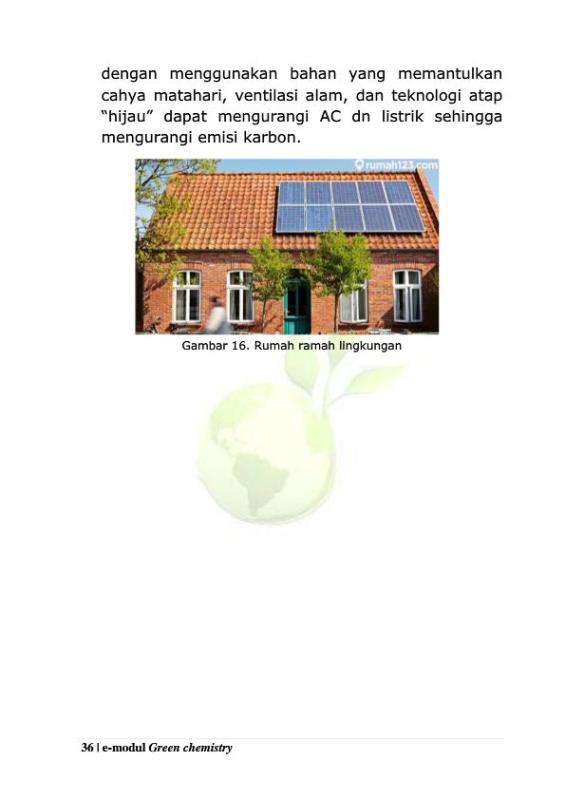 dengan menggunakan bahan yang memantulkan
cahya matahari, ventilasi alam, dan teknologi atap
“hijau” dapat mengurangi AC dn listrik sehingga
mengurangi emisi karbon.
rumah123.com
Gambar 16. Rumah ramah lingkungan
36 | e-modul Green chemistry